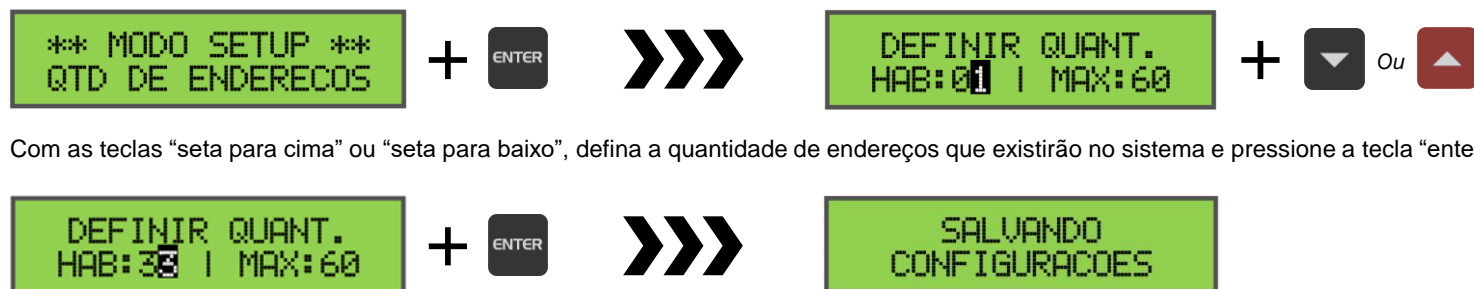 ** MODO SETUP **
QTD DE ENDERECOS
ENTER
DEFINIR QUANT.
HAB:01 | MAX:60
Ou
Com as teclas “seta para cima” ou “seta para baixo”, defina a quantidade de endereços que existirão no sistema e pressione a tecla “ente
DEFINIR QUANT.
HAB:33 | MAX:60
ENTER
SALVANDO
CONFIGURACOES